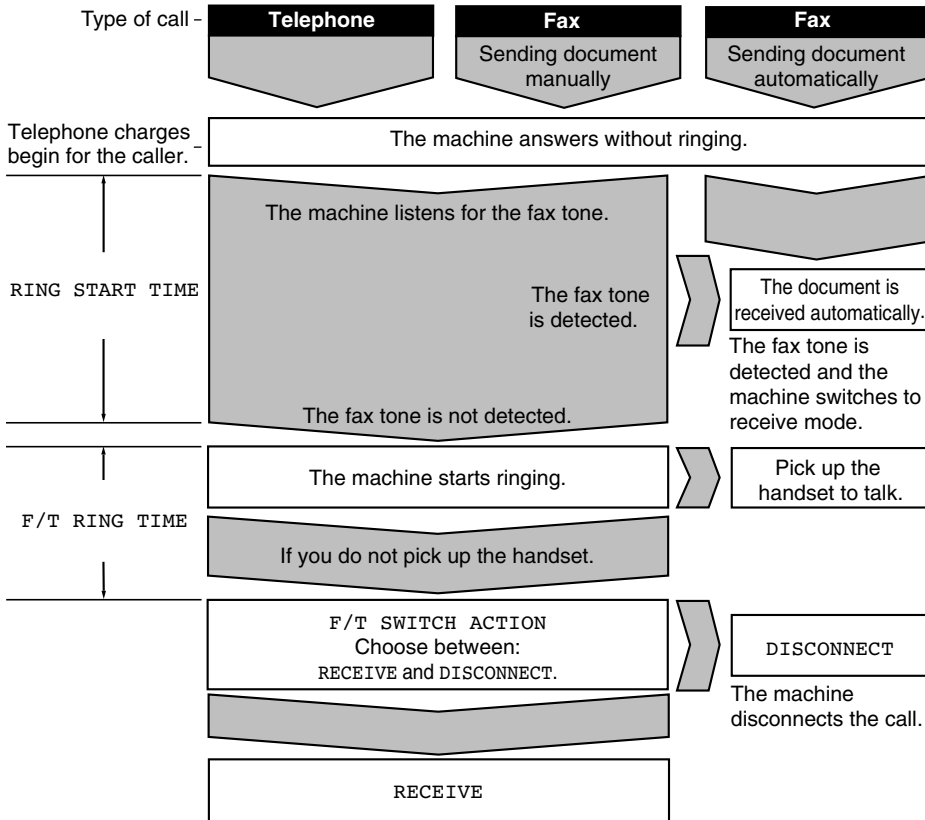 Type of call
Telephone
Fax
Sending document
manually
Fax
Sending document
automatically
Telephone charges
begin for the caller.
The machine answers without ringing.
RING START TIME
The machine listens for the fax tone.
The fax tone
is detected.
The document is
received automatically.
The fax tone is
detected and the
machine switches to
receive mode.
The fax tone is not detected.
F/T RING TIME
The machine starts ringing.
Pick up the
handset to talk.
If you do not pick up the handset.
F/T SWITCH ACTION
Choose between:
RECEIVE and DISCONNECT.
DISCONNECT
The machine
disconnects the call.
RECEIVE